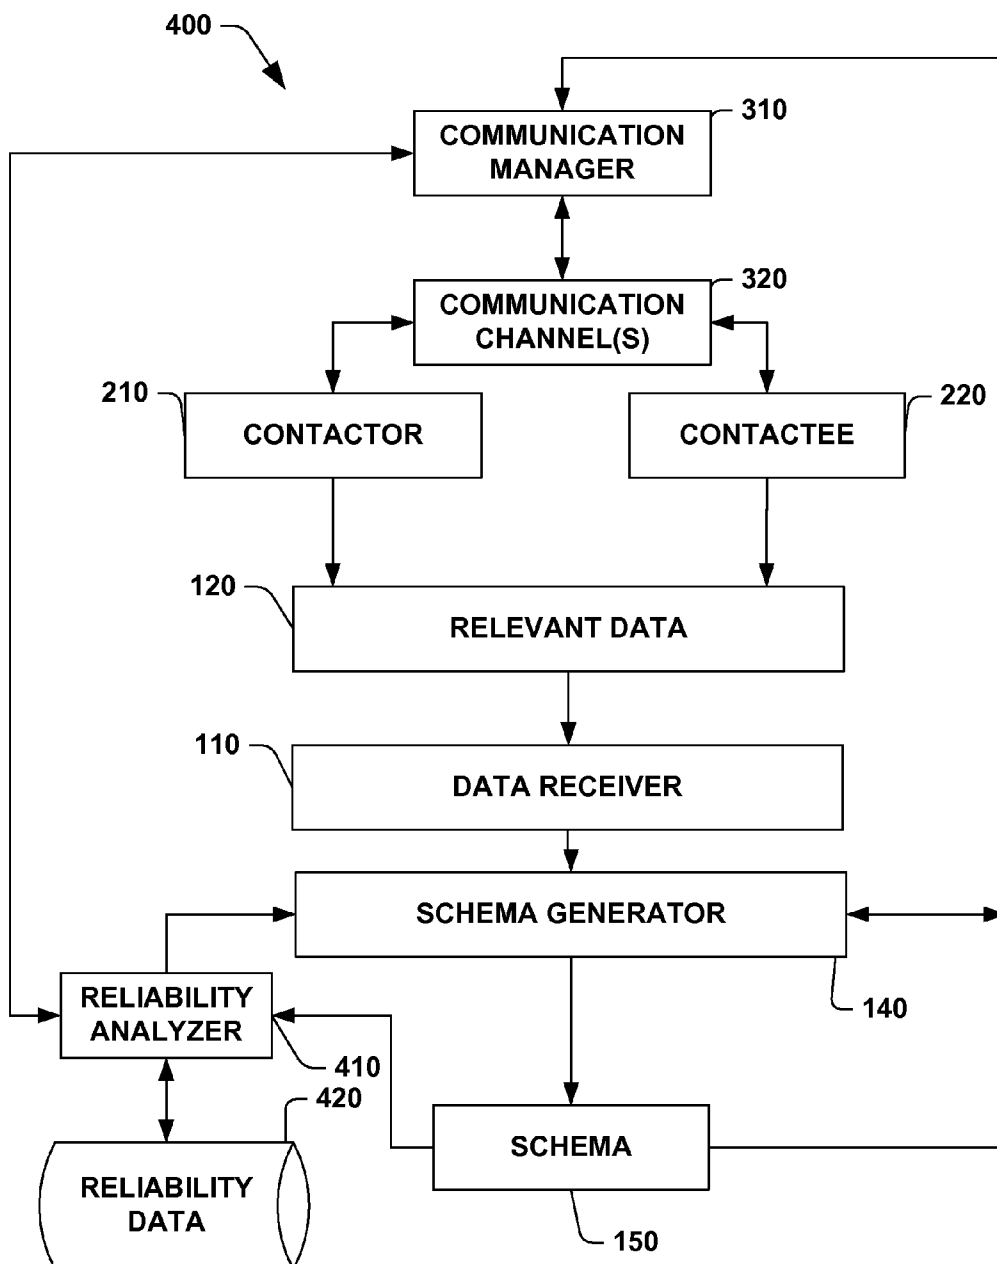 400
310
COMMUNICATION
MANAGER
320
COMMUNICATION
CHANNEL(S)
210
220
CONTACTOR
CONTACTEE
120
RELEVANT DATA
110
DATA RECEIVER
SCHEMA GENERATOR
140
RELIABILITY
ANALYZER
410
420
SCHEMA
RELIABILITY
DATA
150